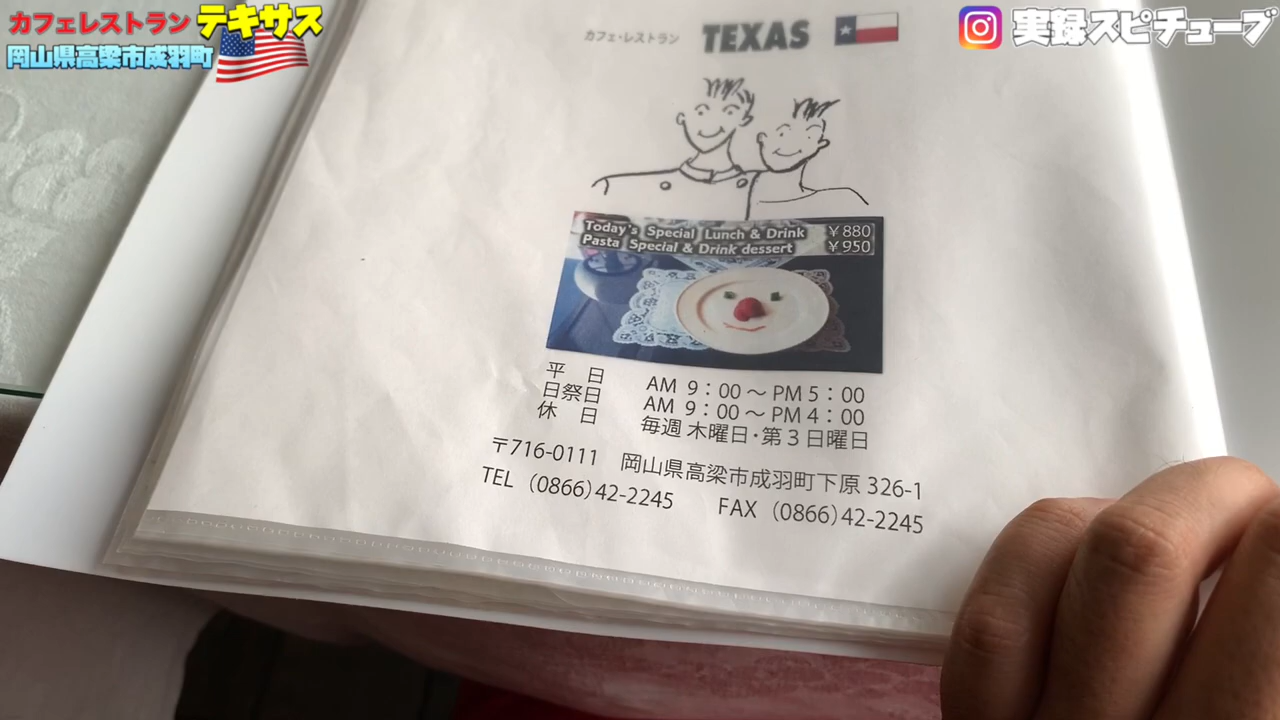 カフェレストラン テキサス
岡山県高梁市成羽町
実録スピチューブ
カフェ・レストラン TEXAS
Today's Special Lunch & Drink ¥880
Pasta Special & Drink dessert ¥950
平 日 AM 9:00 ～ PM 5:00
日祭日 AM 9:00 ～ PM 4:00
休 日 毎週 木曜日・第3日曜日
〒716-0111 岡山県高梁市成羽町下原 326-1
TEL (0866)42-2245 FAX (0866)42-2245